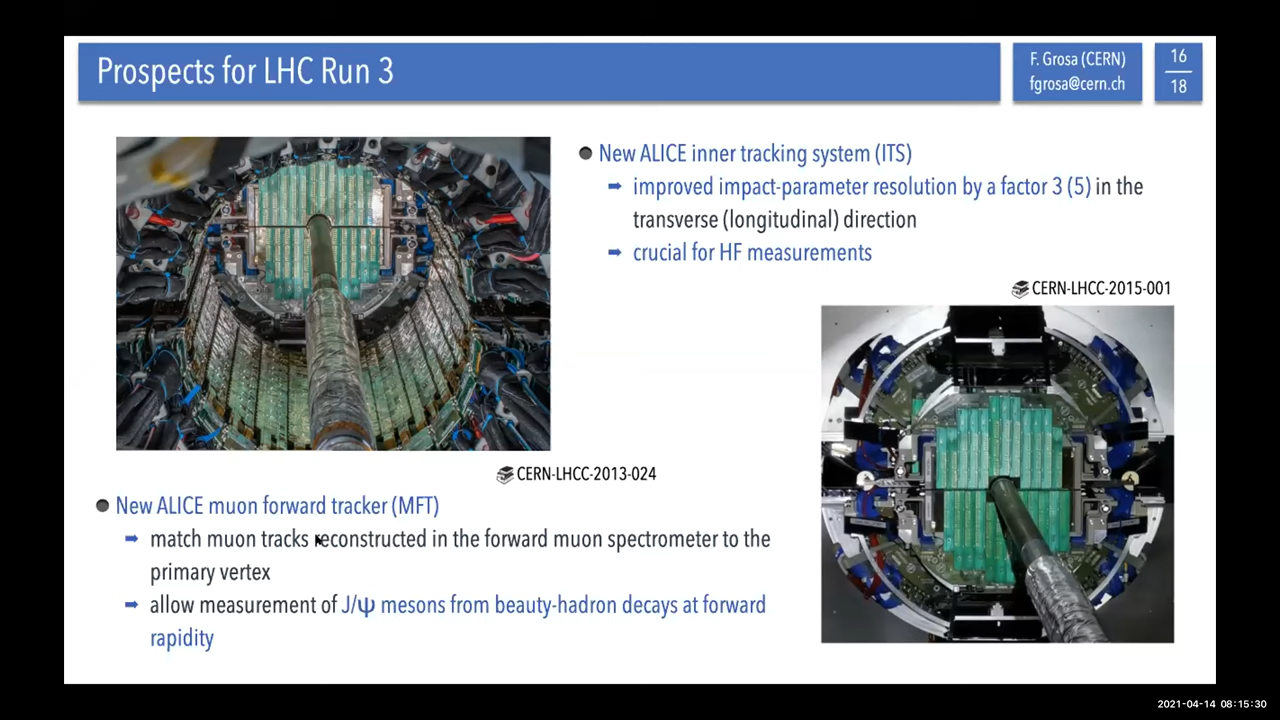 Prospects for LHC Run 3
F. Grosa (CERN)
fgrosa@cern.ch
16
18
New ALICE inner tracking system (ITS)
improved impact-parameter resolution by a factor 3 (5) in the
transverse (longitudinal) direction
crucial for HF measurements
CERN-LHCC-2015-001
CERN-LHCC-2013-024
New ALICE muon forward tracker (MFT)
match muon tracks reconstructed in the forward muon spectrometer to the
primary vertex
allow measurement of J/ψ mesons from beauty-hadron decays at forward
rapidity
2021-04-14 08:15:30